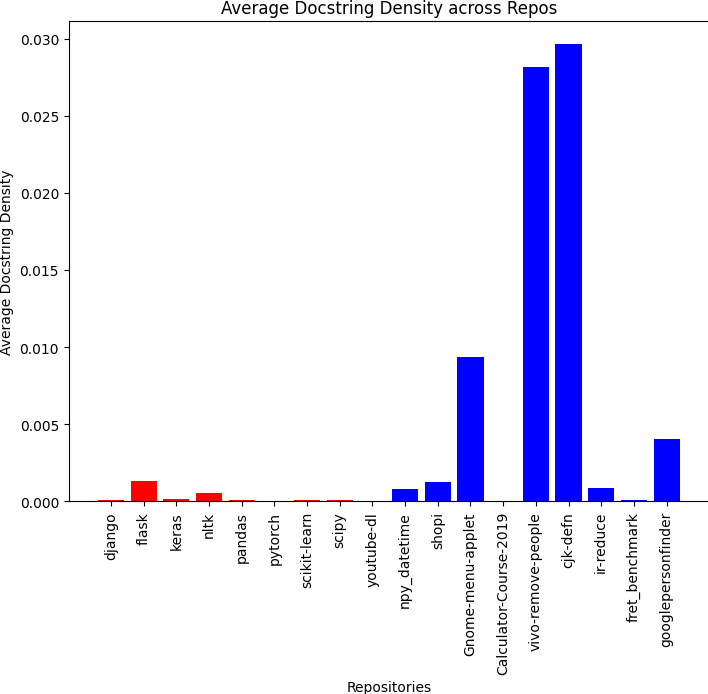 Average Docstring Density across Repos
Average Docstring Density
0.030
0.025
0.020
0.015
0.010
0.005
0.000
django
flask
keras
nltk
pandas
pytorch
scikit-learn
scipy
youtube-dl
npy_datetime
shopi
Gnome-menu-applet
Calculator-Course-2019
vivo-remove-people
cjk-defn
ir-reduce
fret_benchmark
googlepersonfinder
Repositories